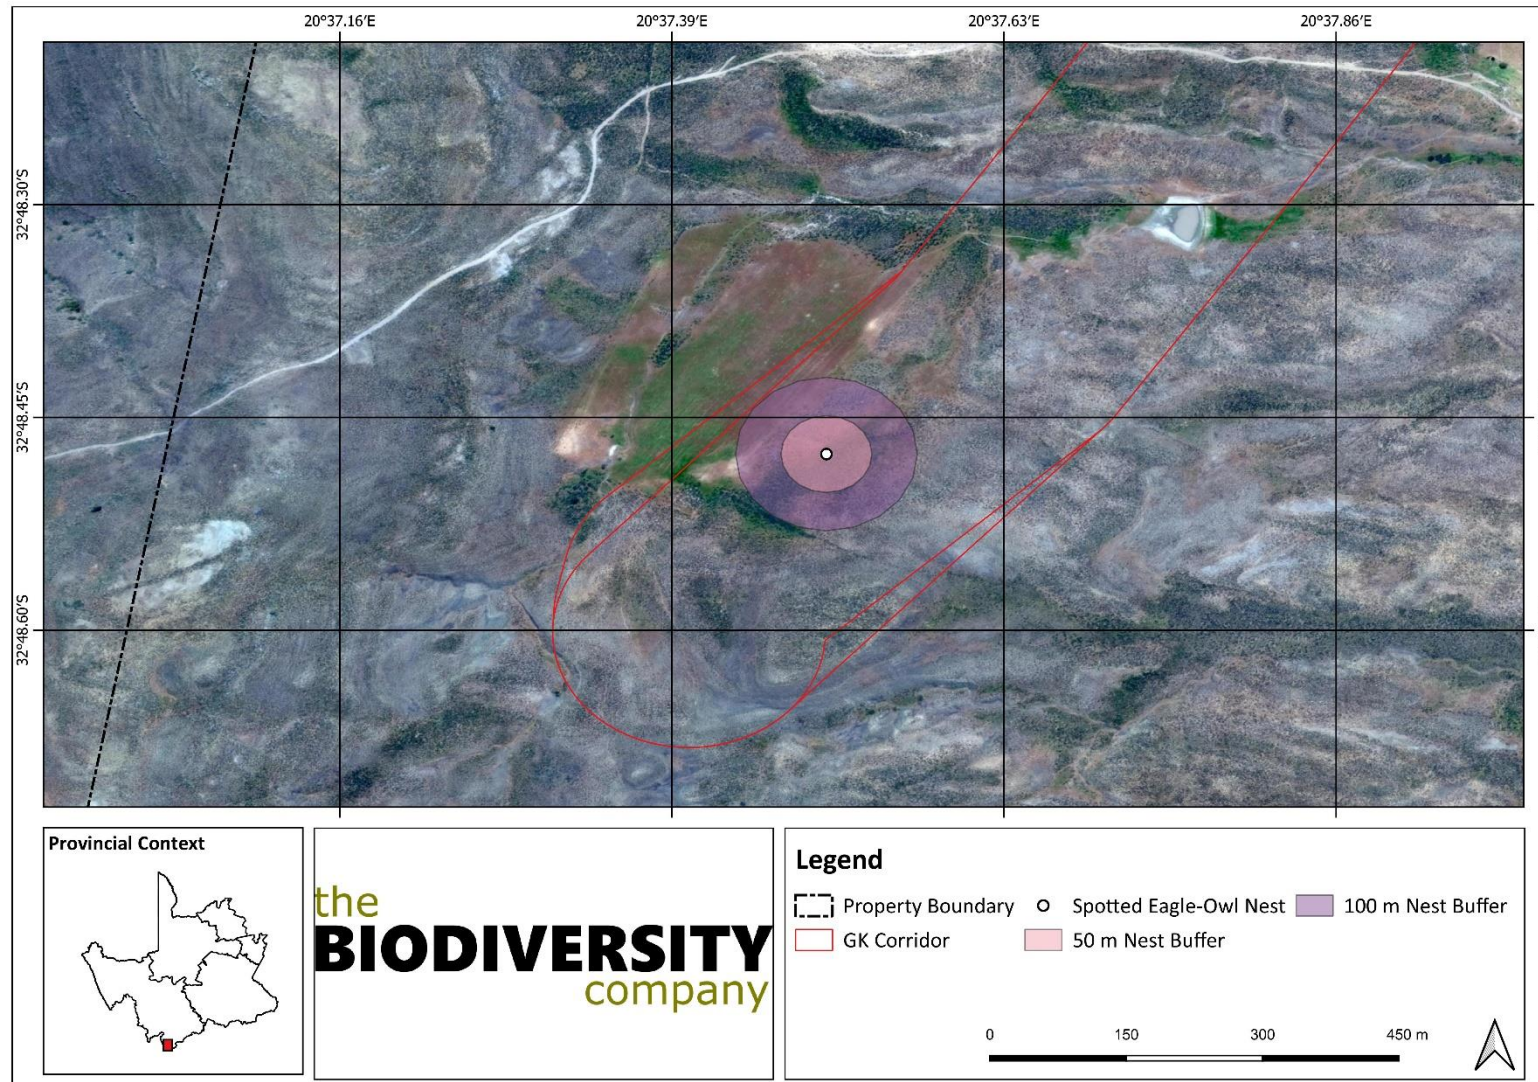 20°37.16′E 20°37.39′E 20°37.63′E 20°37.86′E
32°48.30′S
32°48.45′S
32°48.60′S
Provincial Context
the
BIODIVERSITY
company
Legend
Property Boundary Spotted Eagle-Owl Nest 100 m Nest Buffer
GK Corridor 50 m Nest Buffer
0 150 300 450 m